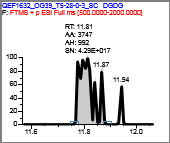 QEF1632_OG39_T5-28-0-3_SC DGDG
F: FTMS + p ESI Full ms [500.0000-2000.0000]
RT: 11.81
AA: 3747
AH: 992
SN: 4.29E+017
100
80
60
40
20
0
11.87
11.94
11.6
11.8
12.0